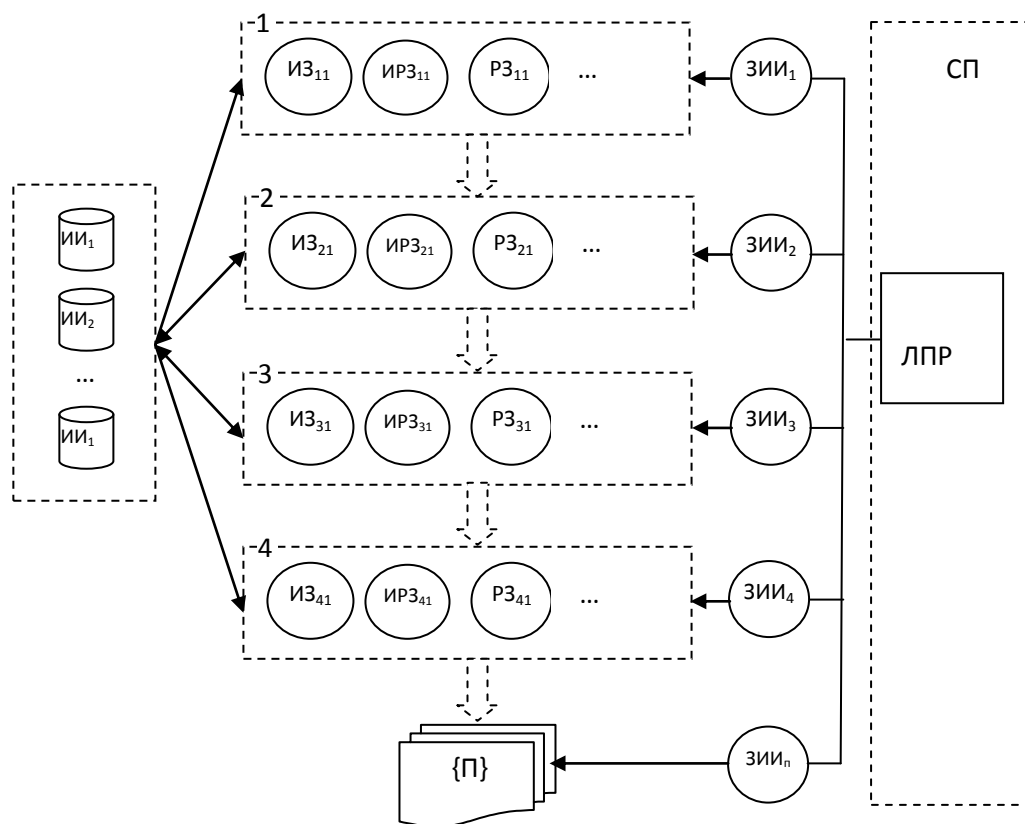 1
ИЗ₁₁ ИРЗ₁₁ РЗ₁₁ ...
ЗИИ₁
СП
ИИ₁
ИИ₂
...
ИИ₁
2
ИЗ₂₁ ИРЗ₂₁ РЗ₂₁ ...
ЗИИ₂
ЛПР
3
ИЗ₃₁ ИРЗ₃₁ РЗ₃₁ ...
ЗИИ₃
4
ИЗ₄₁ ИРЗ₄₁ РЗ₄₁ ...
ЗИИ₄
{П}
ЗИИₙ